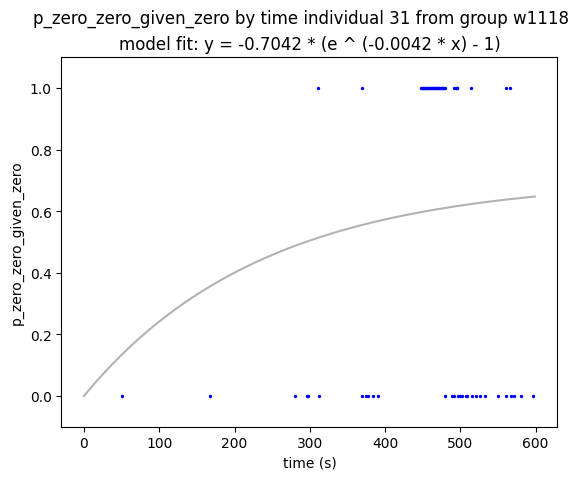 p_zero_zero_given_zero by time individual 31 from group w1118
model fit: y = -0.7042 * (e ^ (-0.0042 * x) - 1)
1.0
0.8
0.6
0.4
0.2
0.0
p_zero_zero_given_zero
0 100 200 300 400 500 600
time (s)